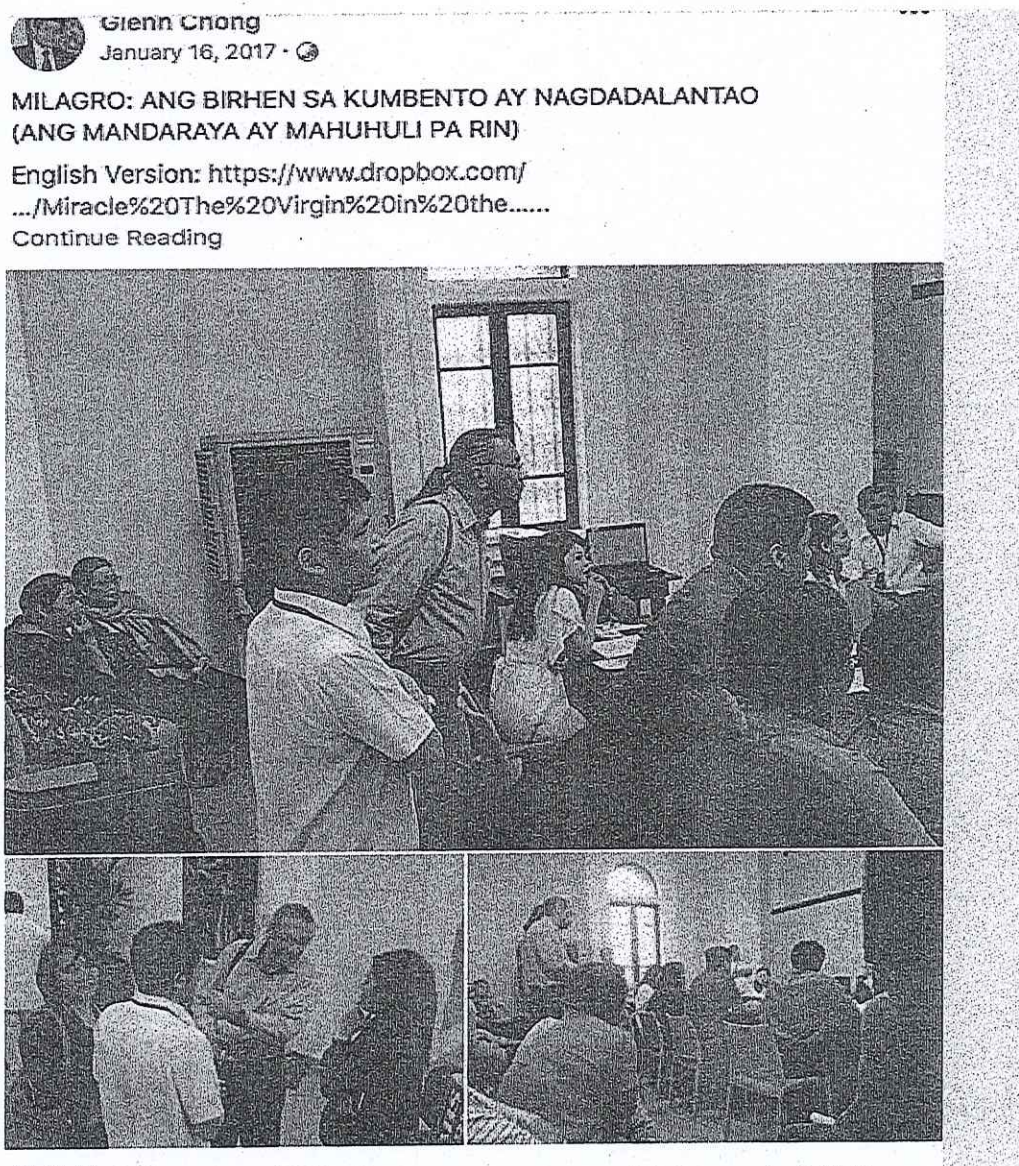 Glenn Chong
January 16, 2017 ·
MILAGRO: ANG BIRHEN SA KUMBENTO AY NAGDADALANTAO
(ANG MANDARAYA AY MAHUHULI PA RIN)
English Version: https://www.dropbox.com/
.../Miracle%20The%20Virgin%20in%20the......
Continue Reading